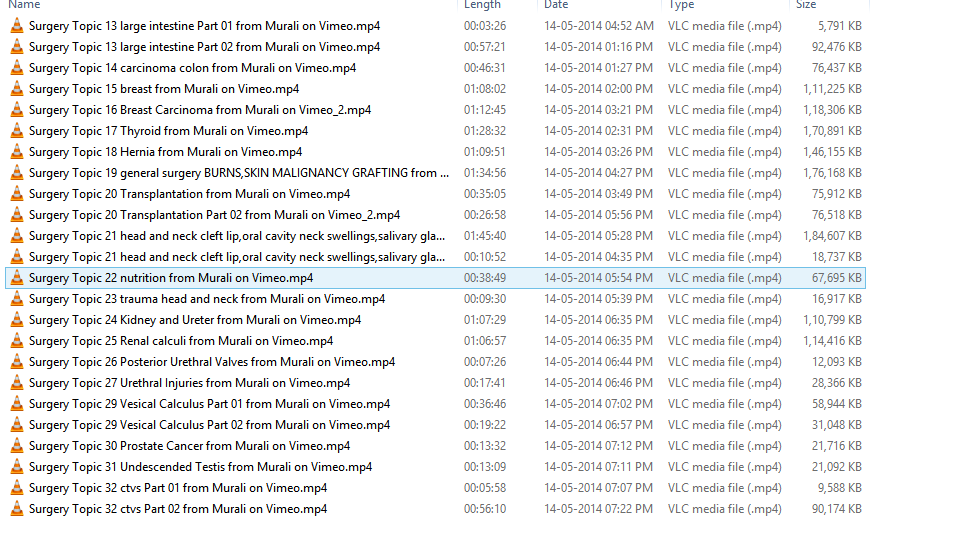 Name Length Date Type Size
Surgery Topic 13 large intestine Part 01 from Murali on Vimeo.mp4 00:03:26 14-05-2014 04:52 AM VLC media file (.mp4) 5,791 KB
Surgery Topic 13 large intestine Part 02 from Murali on Vimeo.mp4 00:57:21 14-05-2014 01:16 PM VLC media file (.mp4) 92,476 KB
Surgery Topic 14 carcinoma colon from Murali on Vimeo.mp4 00:46:31 14-05-2014 01:27 PM VLC media file (.mp4) 76,437 KB
Surgery Topic 15 breast from Murali on Vimeo.mp4 01:08:02 14-05-2014 02:00 PM VLC media file (.mp4) 1,11,225 KB
Surgery Topic 16 Breast Carcinoma from Murali on Vimeo_2.mp4 01:12:45 14-05-2014 03:21 PM VLC media file (.mp4) 1,18,306 KB
Surgery Topic 17 Thyroid from Murali on Vimeo.mp4 01:28:32 14-05-2014 02:31 PM VLC media file (.mp4) 1,70,891 KB
Surgery Topic 18 Hernia from Murali on Vimeo.mp4 01:09:51 14-05-2014 03:26 PM VLC media file (.mp4) 1,46,155 KB
Surgery Topic 19 general surgery BURNS,SKIN MALIGNANCY GRAFTING from ... 01:34:56 14-05-2014 04:27 PM VLC media file (.mp4) 1,76,168 KB
Surgery Topic 20 Transplantation from Murali on Vimeo.mp4 00:35:05 14-05-2014 03:49 PM VLC media file (.mp4) 75,912 KB
Surgery Topic 20 Transplantation Part 02 from Murali on Vimeo_2.mp4 00:26:58 14-05-2014 05:56 PM VLC media file (.mp4) 76,518 KB
Surgery Topic 21 head and neck cleft lip,oral cavity neck swellings,salivary gla... 01:45:40 14-05-2014 05:28 PM VLC media file (.mp4) 1,84,607 KB
Surgery Topic 21 head and neck cleft lip,oral cavity neck swellings,salivary gla... 00:10:52 14-05-2014 04:35 PM VLC media file (.mp4) 18,737 KB
Surgery Topic 22 nutrition from Murali on Vimeo.mp4 00:38:49 14-05-2014 05:54 PM VLC media file (.mp4) 67,695 KB
Surgery Topic 23 trauma head and neck from Murali on Vimeo.mp4 00:09:30 14-05-2014 05:39 PM VLC media file (.mp4) 16,917 KB
Surgery Topic 24 Kidney and Ureter from Murali on Vimeo.mp4 01:07:29 14-05-2014 06:35 PM VLC media file (.mp4) 1,10,799 KB
Surgery Topic 25 Renal calculi from Murali on Vimeo.mp4 01:06:57 14-05-2014 06:35 PM VLC media file (.mp4) 1,14,416 KB
Surgery Topic 26 Posterior Urethral Valves from Murali on Vimeo.mp4 00:07:26 14-05-2014 06:44 PM VLC media file (.mp4) 12,093 KB
Surgery Topic 27 Urethral Injuries from Murali on Vimeo.mp4 00:17:41 14-05-2014 06:46 PM VLC media file (.mp4) 28,366 KB
Surgery Topic 29 Vesical Calculus Part 01 from Murali on Vimeo.mp4 00:36:46 14-05-2014 07:02 PM VLC media file (.mp4) 58,944 KB
Surgery Topic 29 Vesical Calculus Part 02 from Murali on Vimeo.mp4 00:19:22 14-05-2014 06:57 PM VLC media file (.mp4) 31,048 KB
Surgery Topic 30 Prostate Cancer from Murali on Vimeo.mp4 00:13:32 14-05-2014 07:12 PM VLC media file (.mp4) 21,716 KB
Surgery Topic 31 Undescended Testis from Murali on Vimeo.mp4 00:13:09 14-05-2014 07:11 PM VLC media file (.mp4) 21,092 KB
Surgery Topic 32 ctvs Part 01 from Murali on Vimeo.mp4 00:05:58 14-05-2014 07:07 PM VLC media file (.mp4) 9,588 KB
Surgery Topic 32 ctvs Part 02 from Murali on Vimeo.mp4 00:56:10 14-05-2014 07:22 PM VLC media file (.mp4) 90,174 KB